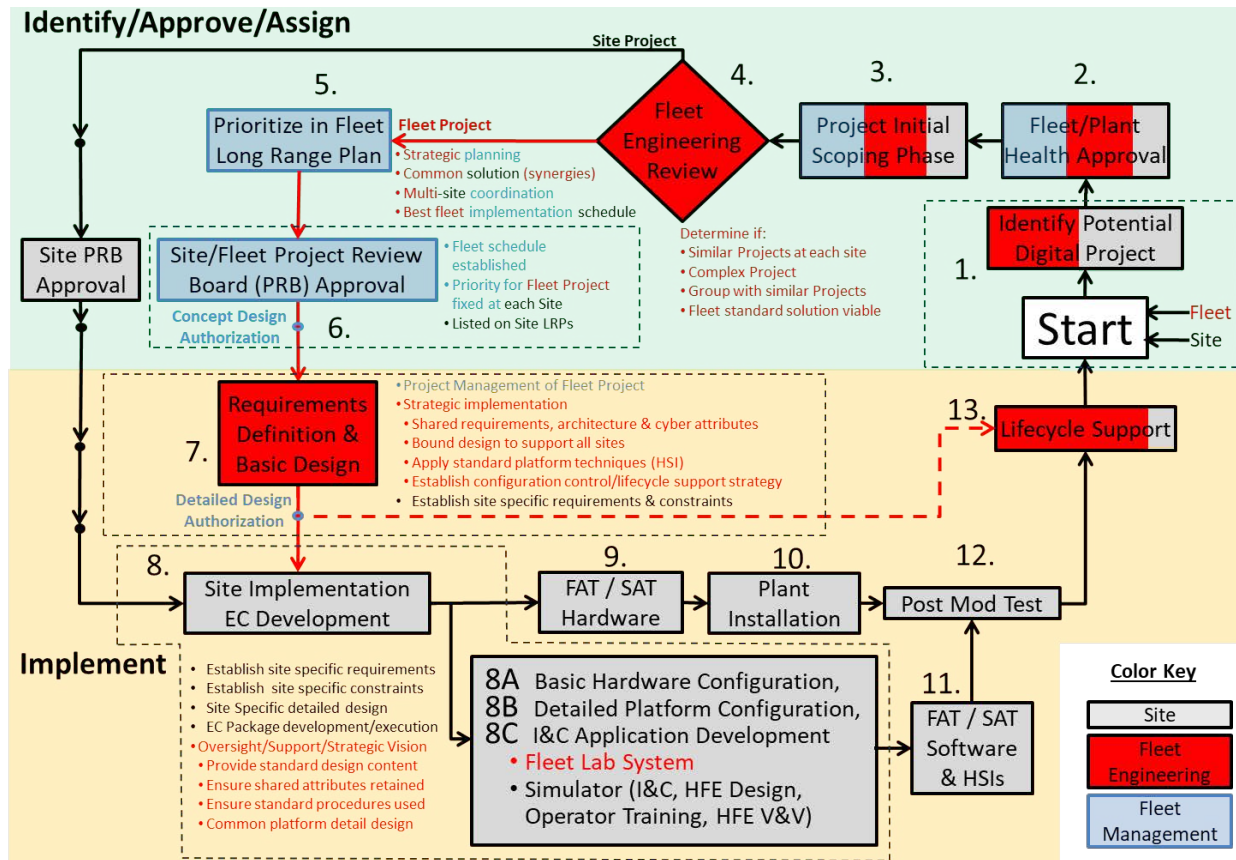 Identify/Approve/Assign
Site Project
5.
4.
3.
2.
Prioritize in Fleet
Long Range Plan
Fleet Project
• Strategic planning
• Common solution (synergies)
• Multi-site coordination
• Best fleet implementation schedule
Fleet
Engineering
Review
Project Initial
Scoping Phase
Fleet/Plant
Health Approval
Determine if:
• Similar Projects at each site
• Complex Project
• Group with similar Projects
• Fleet standard solution viable
1.
Identify Potential
Digital Project
Start
Fleet
Site
Site PRB
Approval
Site/Fleet Project Review
Board (PRB) Approval
• Fleet schedule
established
• Priority for Fleet Project
fixed at each Site
• Listed on Site LRPs
Concept Design
Authorization
6.
7.
Requirements
Definition &
Basic Design
• Project Management of Fleet Project
• Strategic implementation
• Shared requirements, architecture & cyber attributes
• Bound design to support all sites
• Apply standard platform techniques (HSI)
• Establish configuration control/lifecycle support strategy
• Establish site specific requirements & constraints
Detailed Design
Authorization
13.
Lifecycle Support
8.
Site Implementation
EC Development
9.
FAT / SAT
Hardware
10.
Plant
Installation
12.
Post Mod Test
Implement
• Establish site specific requirements
• Establish site specific constraints
• Site Specific detailed design
• EC Package development/execution
• Oversight/Support/Strategic Vision
• Provide standard design content
• Ensure shared attributes retained
• Ensure standard procedures used
• Common platform detail design
8A Basic Hardware Configuration,
8B Detailed Platform Configuration,
8C I&C Application Development
• Fleet Lab System
• Simulator (I&C, HFE Design,
Operator Training, HFE V&V)
11.
FAT / SAT
Software
& HSIs
Color Key
Site
Fleet
Engineering
Fleet
Management